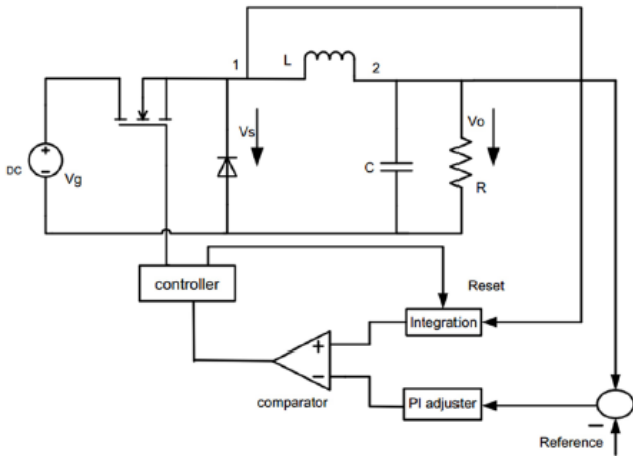 1
L
2
Vs
Vo
+
−
DC
Vg
C
R
controller
Reset
Integration
+
−
comparator
PI adjuster
−
Reference